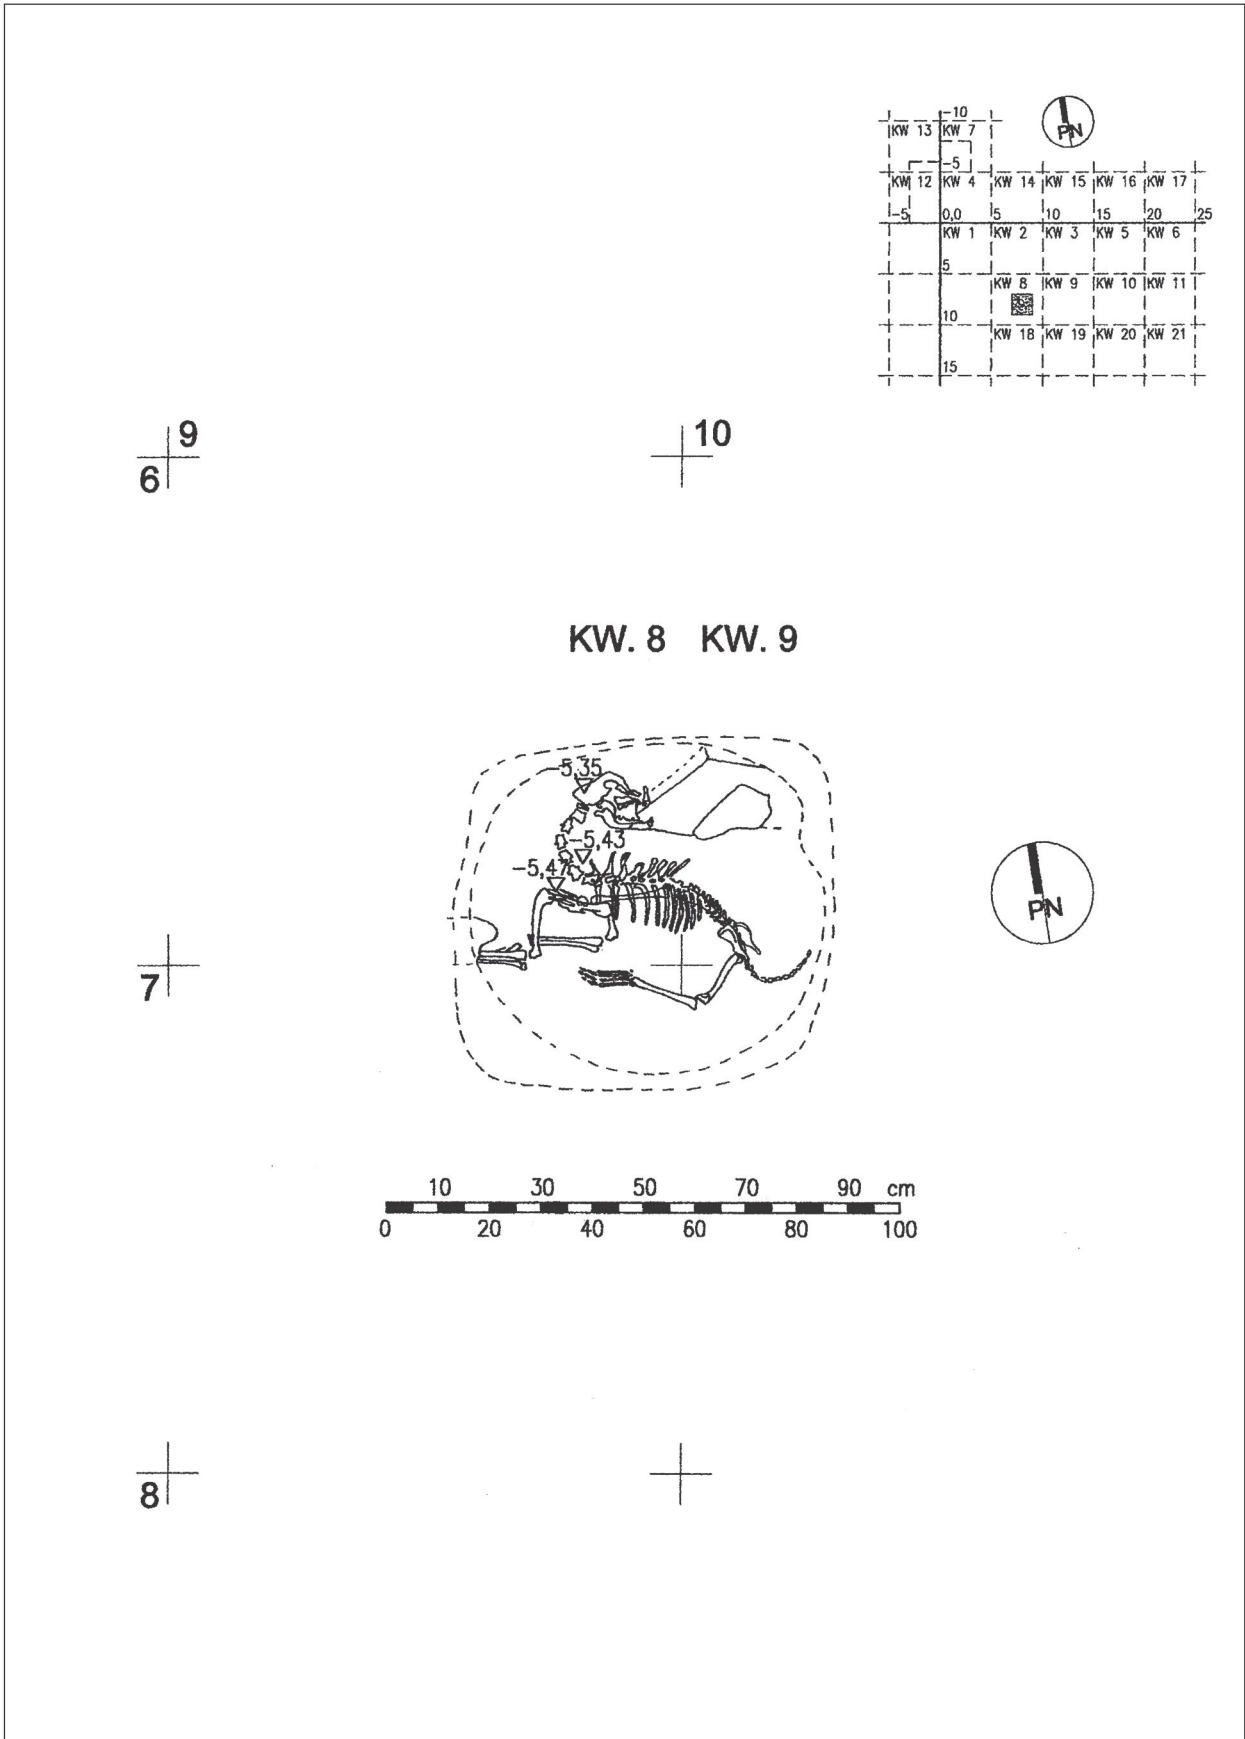 -10
KW 13 KW 7
PN
-5
KW 12 KW 4 KW 14 KW 15 KW 16 KW 17
-5 0,0 5 10 15 20 25
KW 1 KW 2 KW 3 KW 5 KW 6
5
KW 8 KW 9 KW 10 KW 11
10
KW 18 KW 19 KW 20 KW 21
15
9 10
6
KW. 8 KW. 9
-5,35
-5,43
-5,47
PN
7
10 30 50 70 90 cm
0 20 40 60 80 100
8